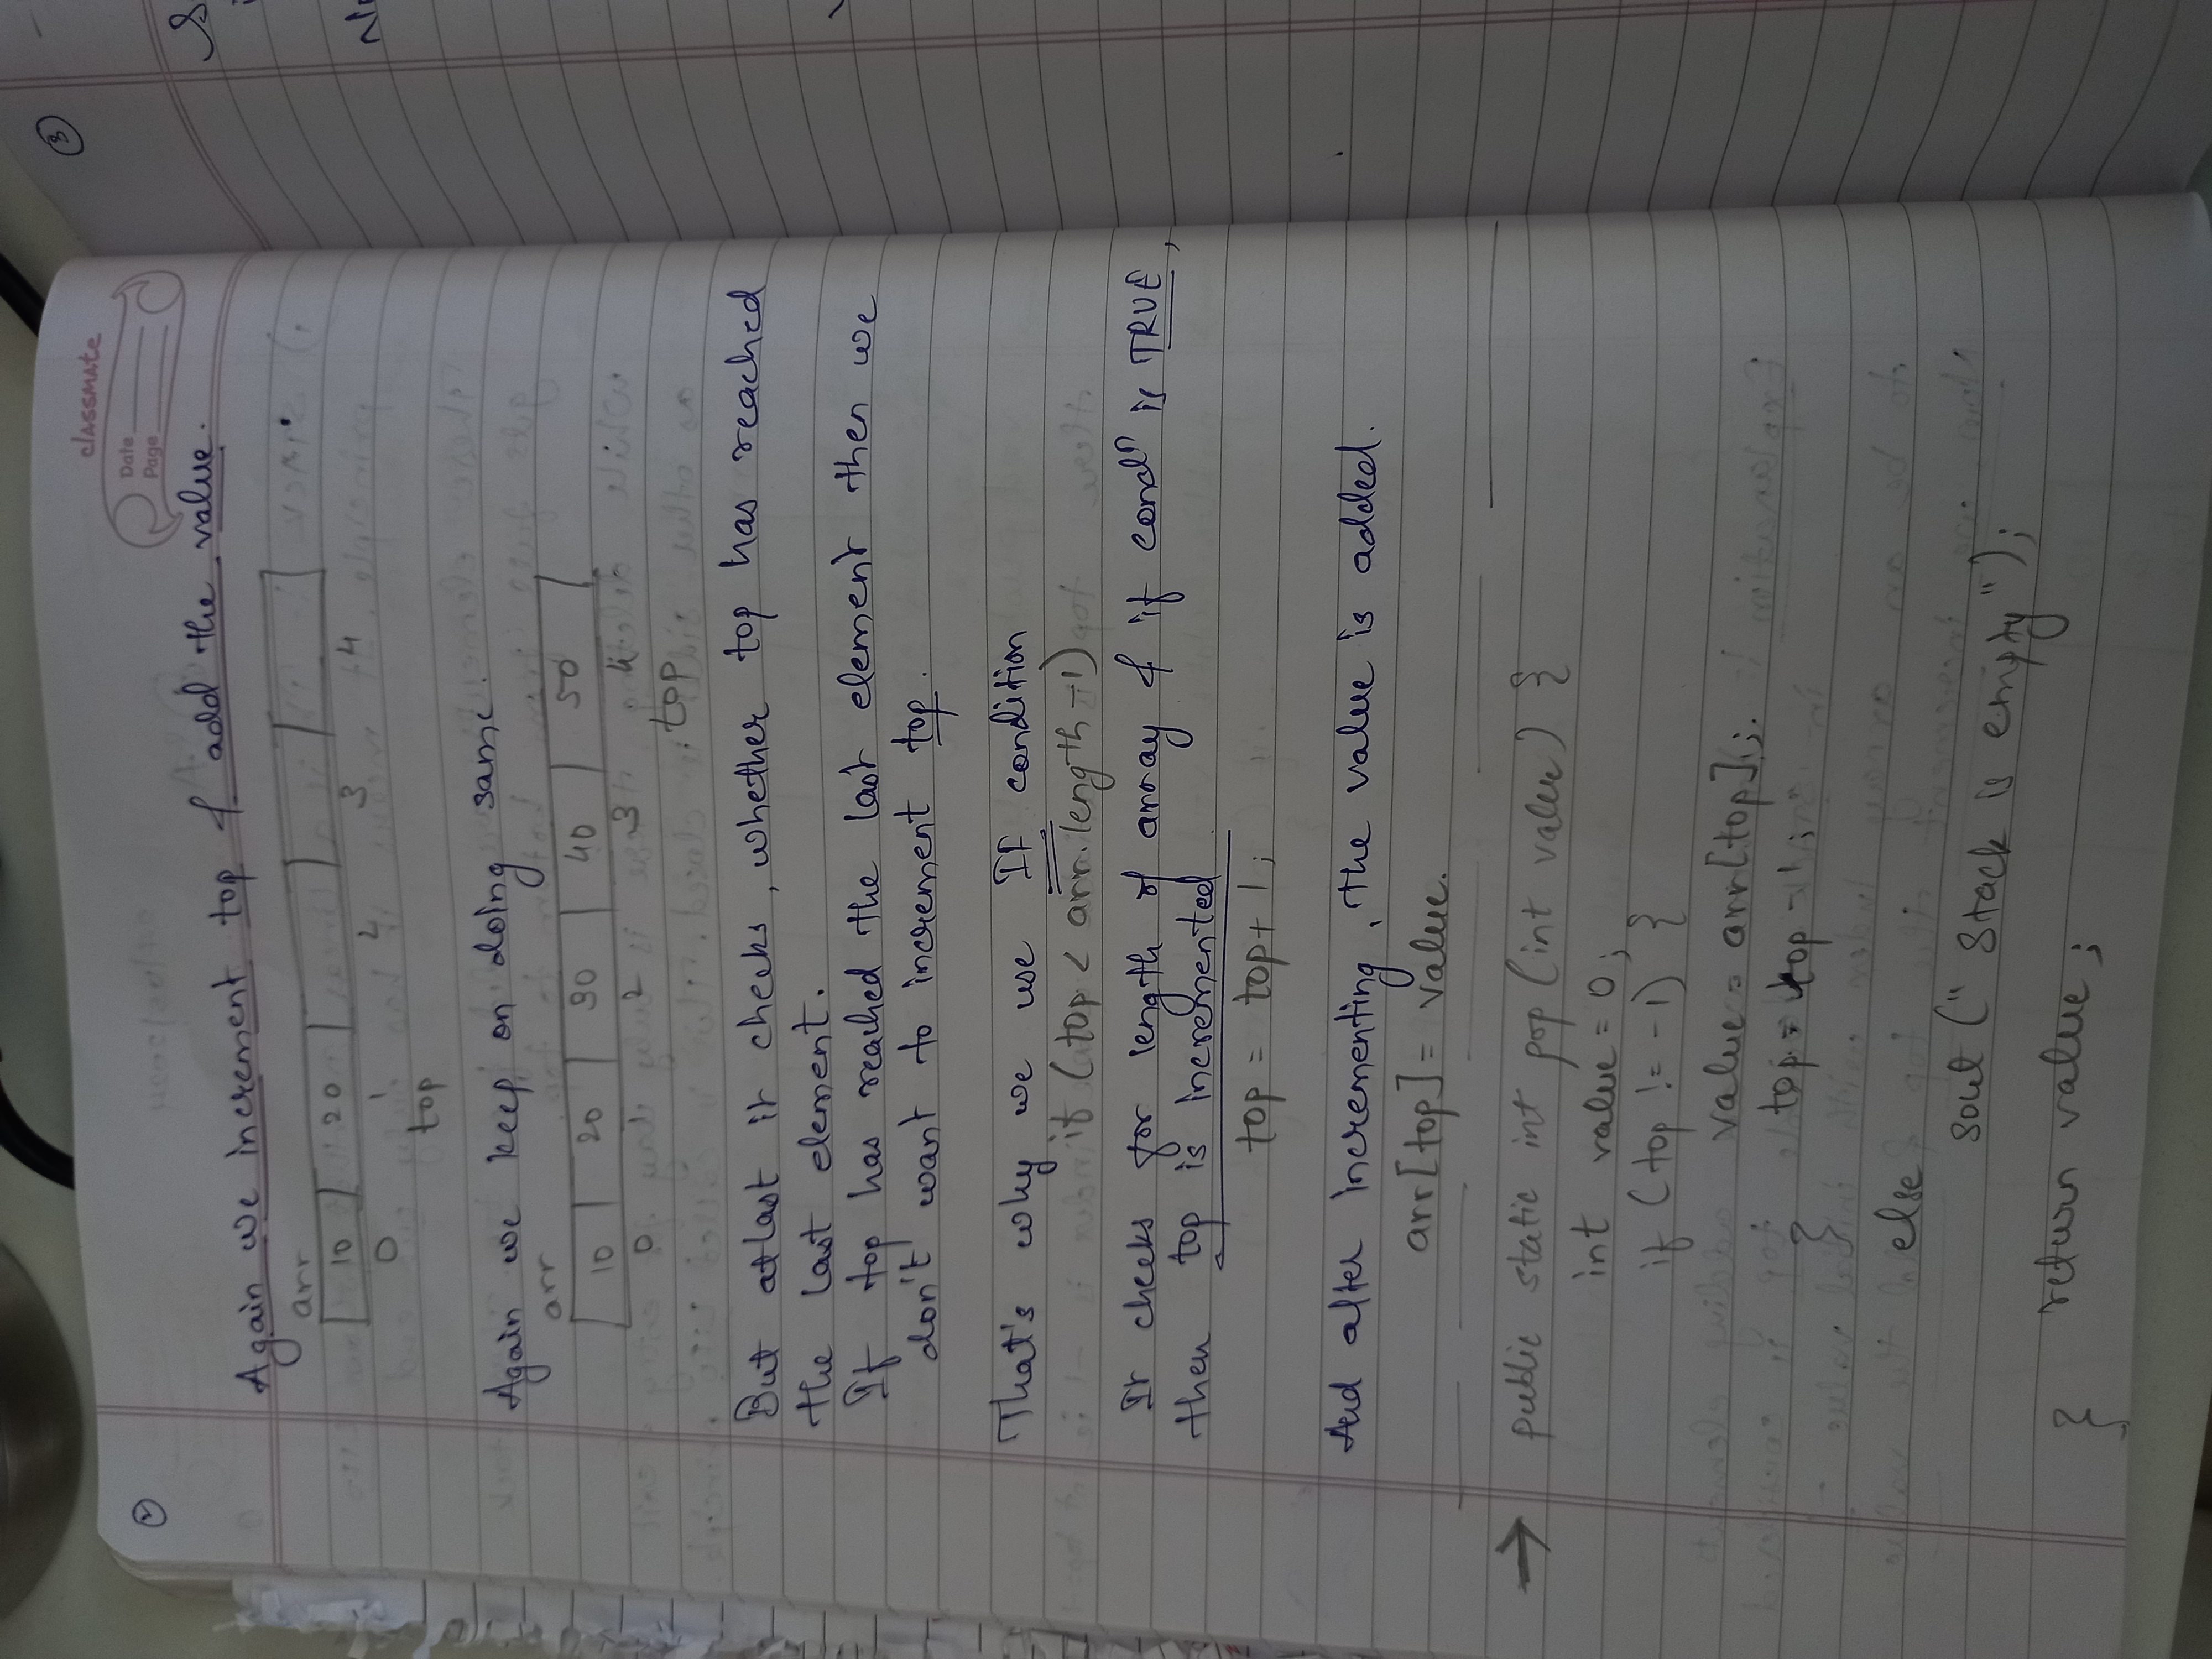 2
classmate
Date
Page
Again we increment top & add the value.
arr
10 20
0 1 2 3 4
top
Again we keep on doing same.
arr
10 20 30 40 50
0 1 2 3 4
top
But atlast it checks, whether top has reached
the last element.
If top has reached the last element then we
don't want to increment top.
That's why we use IF condition
if (top < arr.length-1)
It checks for length of array & if condn is TRUE,
then top is incremented
top = top+1;
And after incrementing, the value is added.
arr[top] = value.
→ public static int pop (int value) {
int value = 0;
if (top != -1) {
value = arr[top];
top = top - 1;
}
else
sout (" Stack is empty");
return value;
}
3